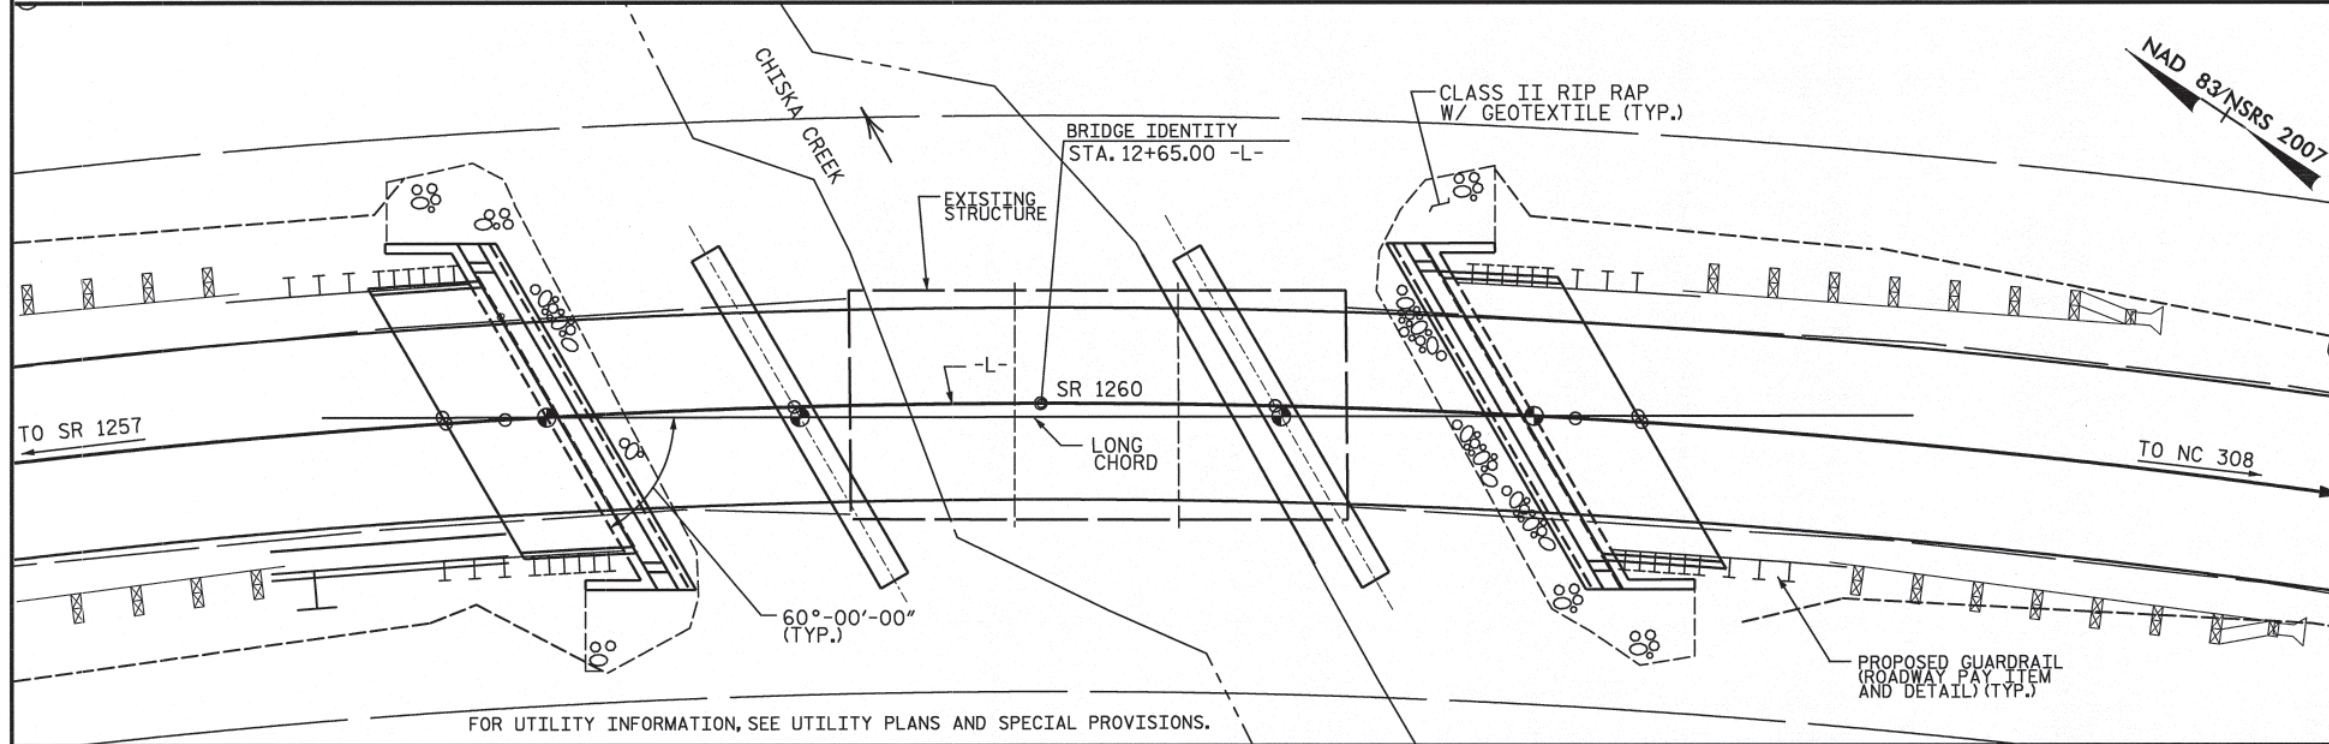 NAD 83/NSRS 2007
CHISKA CREEK
CLASS II RIP RAP
W/ GEOTEXTILE (TYP.)
BRIDGE IDENTITY
STA. 12+65.00 -L-
EXISTING
STRUCTURE
-L-
SR 1260
TO SR 1257
LONG
CHORD
TO NC 308
60°-00'-00"
(TYP.)
PROPOSED GUARDRAIL
(ROADWAY PAY ITEM
AND DETAIL) (TYP.)
FOR UTILITY INFORMATION, SEE UTILITY PLANS AND SPECIAL PROVISIONS.